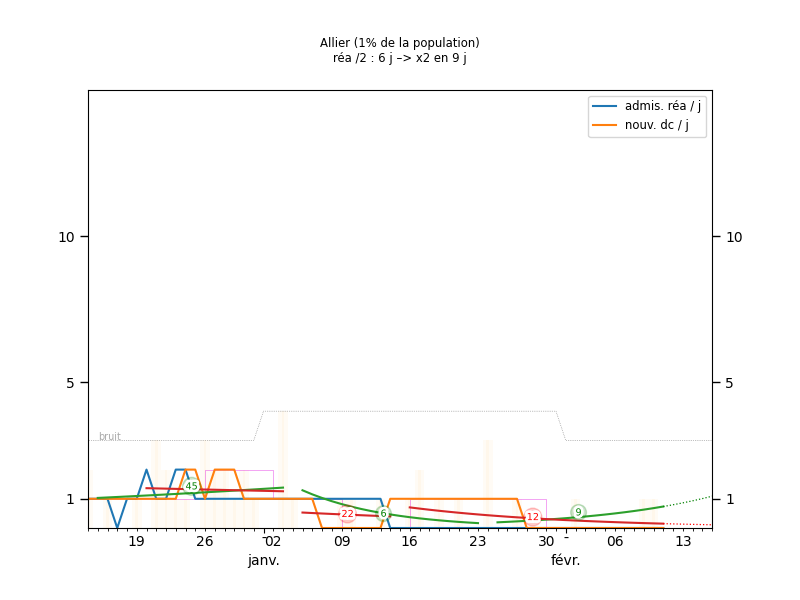 Allier (1% de la population)
réa /2 : 6 j –> x2 en 9 j
admis. réa / j
nouv. dc / j
10
10
5
5
bruit
1
1
45
22
6
12
9
19
26
02
09
16
23
30
06
13
janv.
févr.